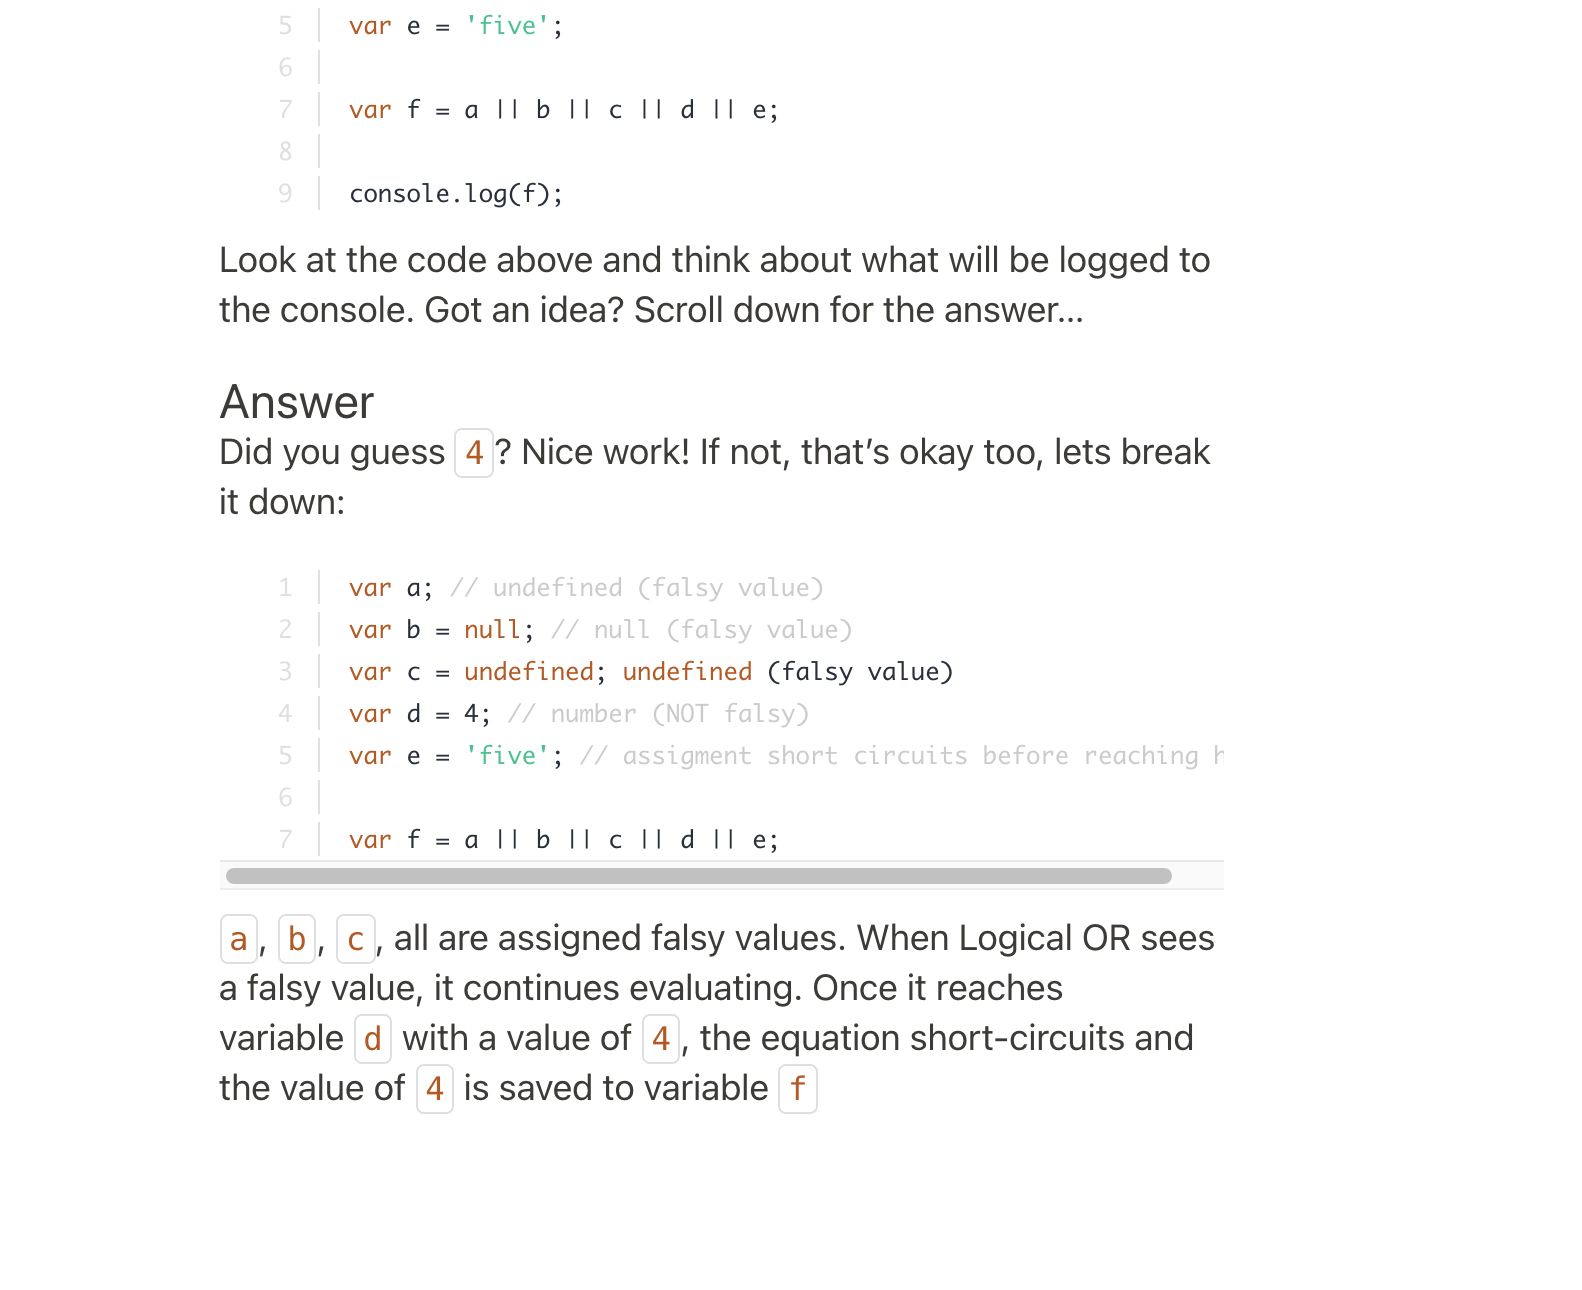 5 var e = 'five';
6
7 var f = a || b || c || d || e;
8
9 console.log(f);
Look at the code above and think about what will be logged to
the console. Got an idea? Scroll down for the answer...
Answer
Did you guess 4? Nice work! If not, that’s okay too, lets break
it down:
1 var a; // undefined (falsy value)
2 var b = null; // null (falsy value)
3 var c = undefined; undefined (falsy value)
4 var d = 4; // number (NOT falsy)
5 var e = 'five'; // assigment short circuits before reaching
6
7 var f = a || b || c || d || e;
a, b, c, all are assigned falsy values. When Logical OR sees
a falsy value, it continues evaluating. Once it reaches
variable d with a value of 4, the equation short-circuits and
the value of 4 is saved to variable f